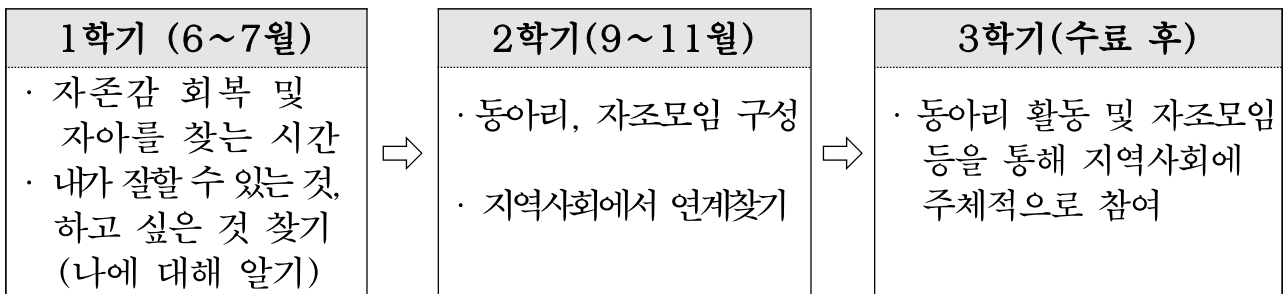 1학기 (6～7월)
· 자존감 회복 및
자아를 찾는 시간
· 내가 잘할 수 있는 것,
하고 싶은 것 찾기
(나에 대해 알기)
⇨
2학기(9～11월)
· 동아리, 자조모임 구성
· 지역사회에서 연계찾기
⇨
3학기(수료 후)
· 동아리 활동 및 자조모임
등을 통해 지역사회에
주체적으로 참여